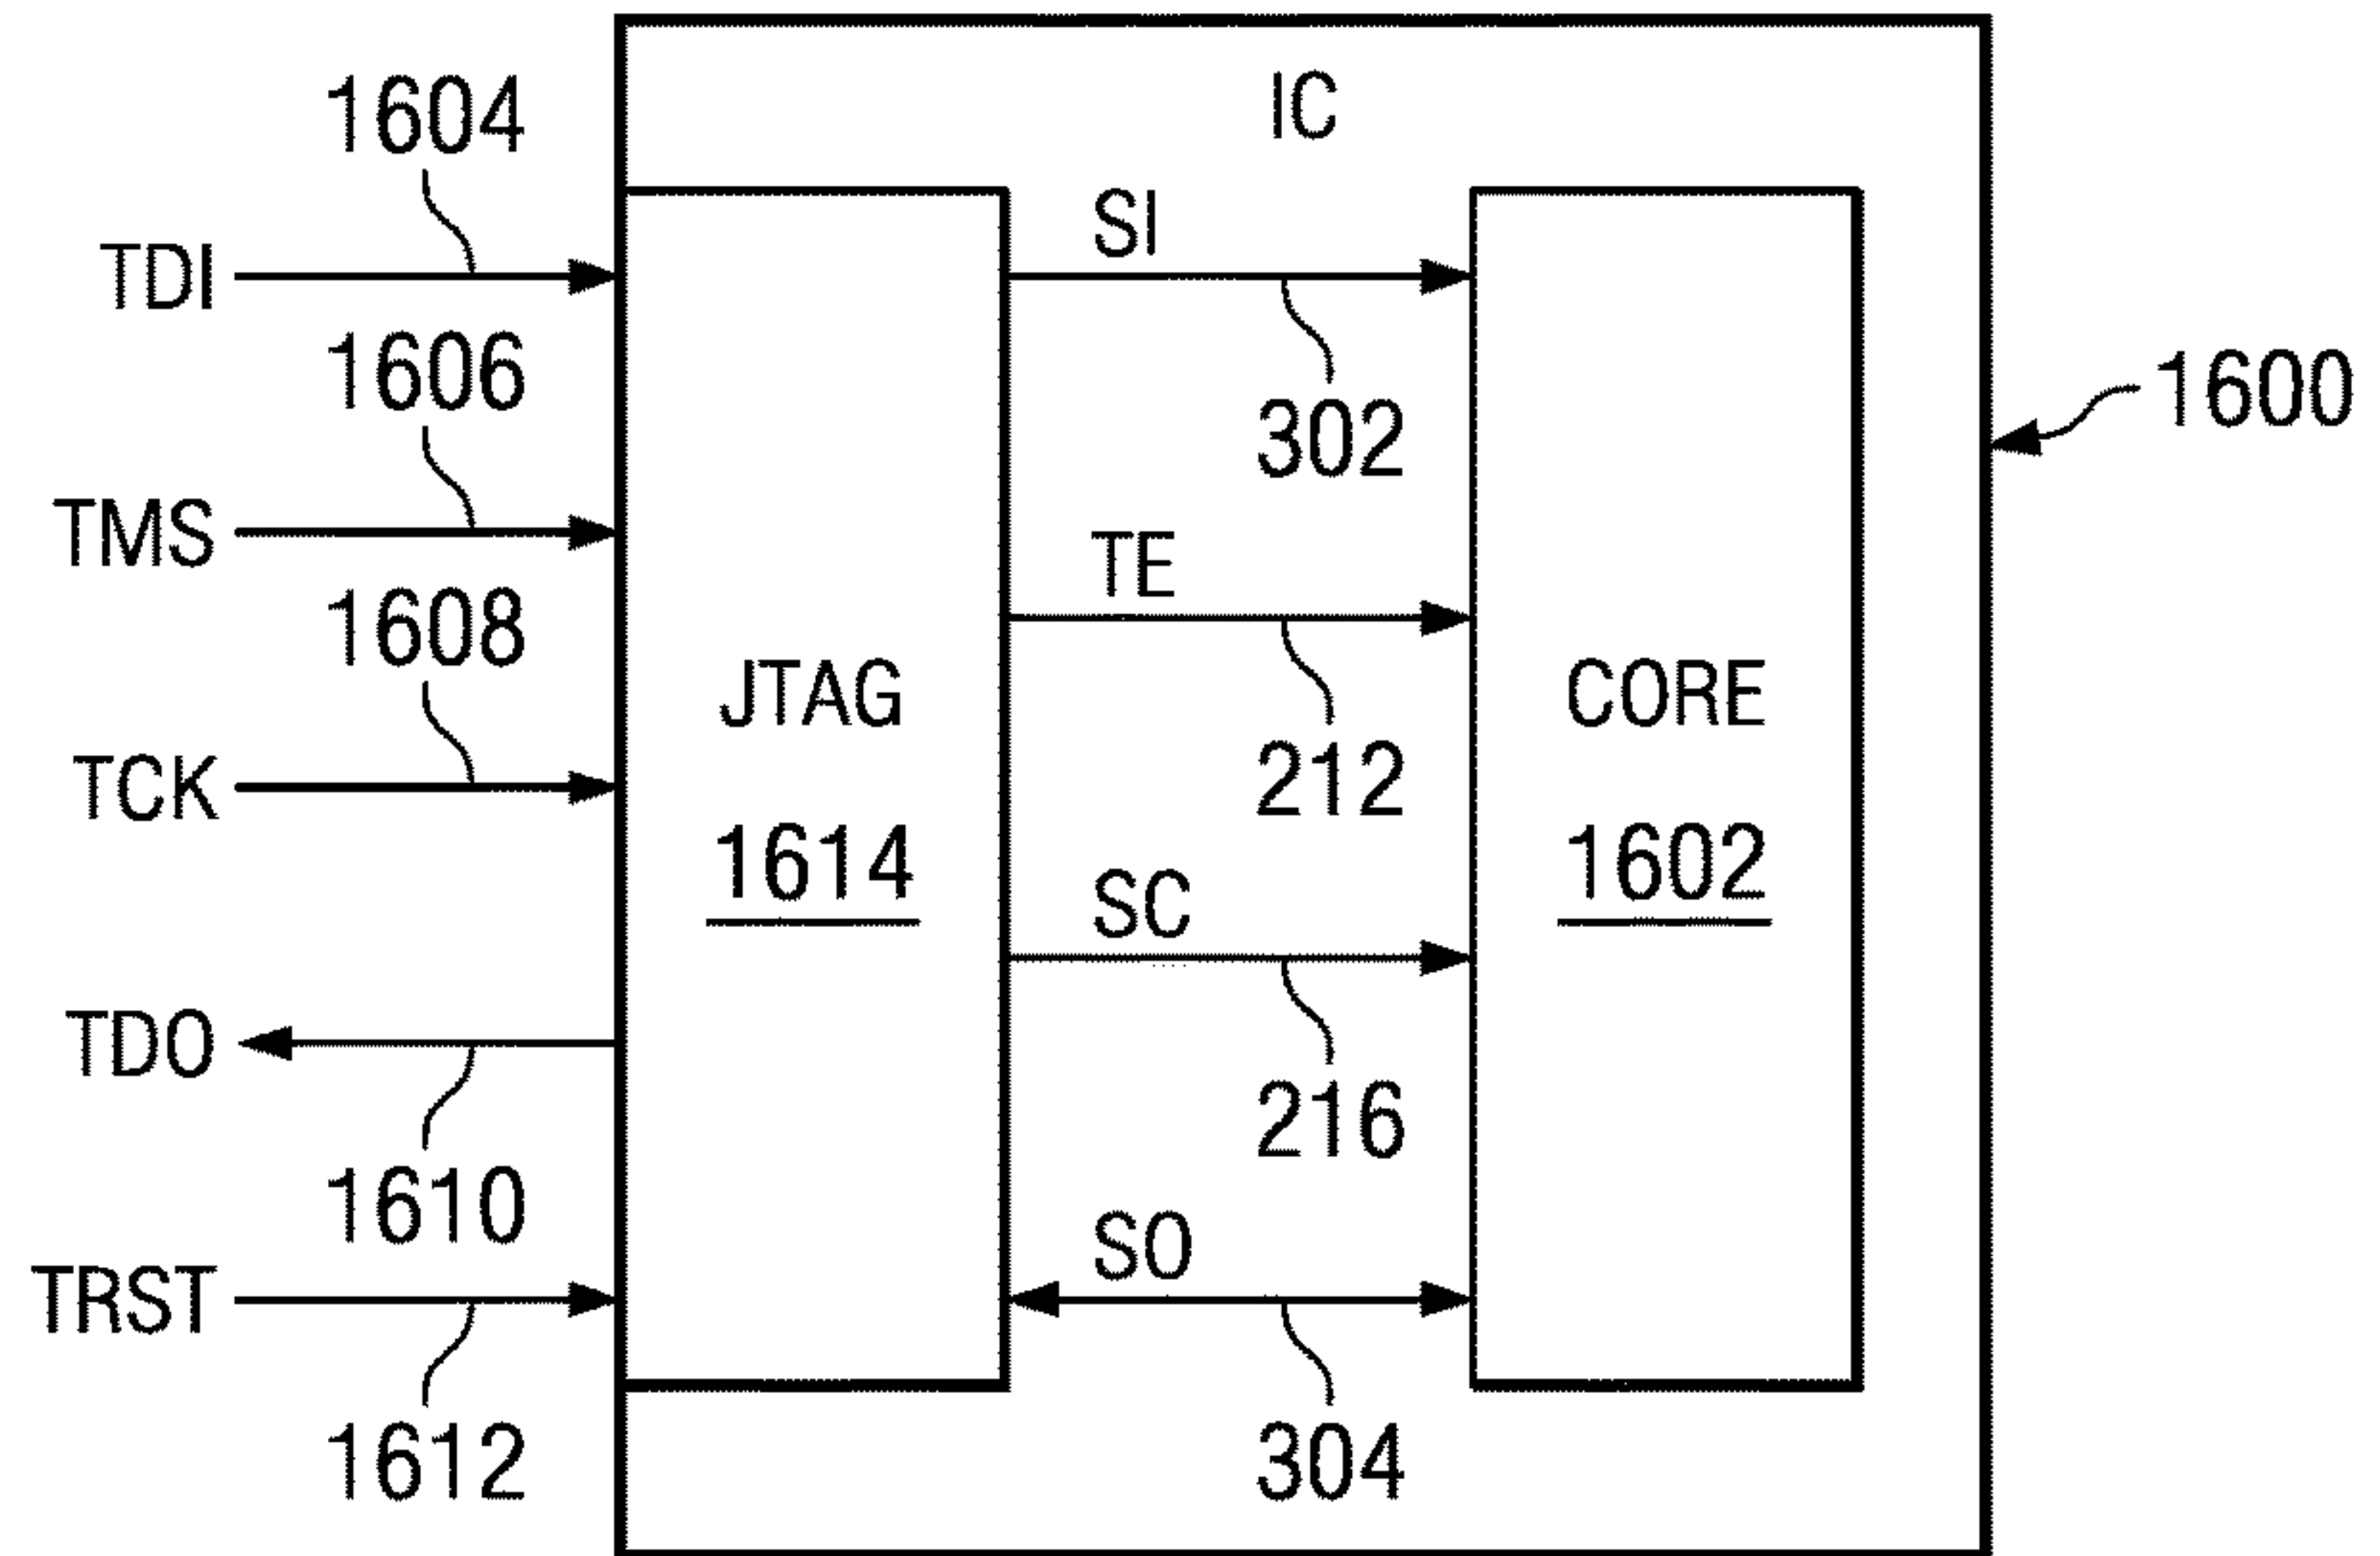 1604
IC
SI
TDI
1606
1600
302
TMS
TE
1608
JTAG
CORE
TCK
212
1614
SC
1602
TDO
216
1610
SO
TRST
1612
304